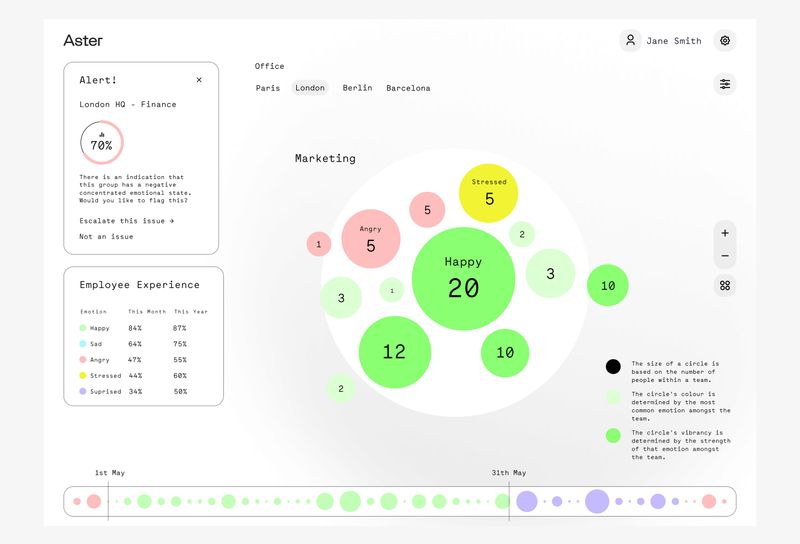 Aster
Jane Smith
Alert!
London HQ - Finance
70%
There is an indication that
this group has a negative
concentrated emotional state.
Would you like to flag this?
Escalate this issue →
Not an issue
Employee Experience
Emotion This Month This Year
Happy 84% 87%
Sad 64% 75%
Angry 47% 55%
Stressed 44% 60%
Suprised 34% 50%
Office
Paris London Berlin Barcelona
Marketing
Stressed
5
5
Angry
5
1
2
Happy
20
3
10
3
1
12
10
2
+
−
The size of a circle is
based on the number of
people within a team.
The circle's colour is
determined by the most
common emotion amongst the
team.
The circle's vibrancy is
determined by the strength
of that emotion amongst
the team.
1st May
31th May